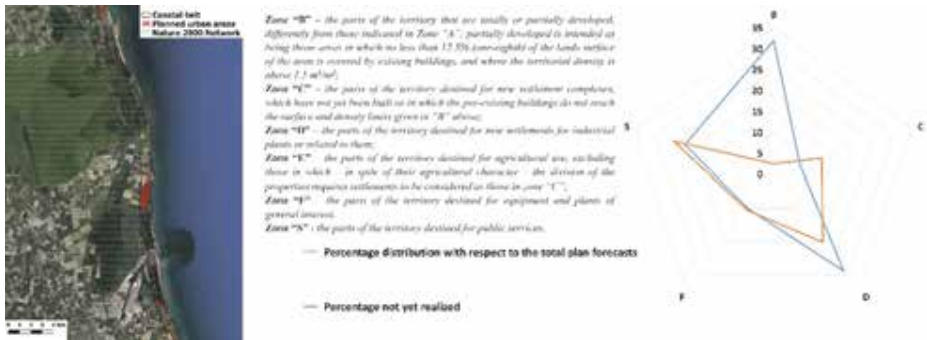 Coastal belt
Planned urban areas
Nature 2000 Network
Zone "B" – the parts of the territory that are totally or partially developed,
differently from those indicated in Zone "A"; partially developed is intended as
being those areas in which no less than 12.5% (one-eighth) of the lands surface
of the area is covered by existing buildings, and where the territorial density is
above 1.5 m³/m²;
Zone "C" – the parts of the territory destined for new settlement complexes,
which have not yet been built or in which the pre-existing buildings do not reach
the surface and density limits given in "B" above;
Zone "D" – the parts of the territory destined for new settlements for industrial
plants or related to them;
Zone "E" – the parts of the territory destined for agricultural use, excluding
those in which – in spite of their agricultural character – the division of the
properties requires settlements to be considered as those in zone "C";
Zone "F" – the parts of the territory destined for equipment and plants of
general interest.
Zone "S" : the parts of the territory destined for public services.
Percentage distribution with respect to the total plan forecasts
Percentage not yet realized
B
35
30
25
20
15
10
5
0
S
C
F
D